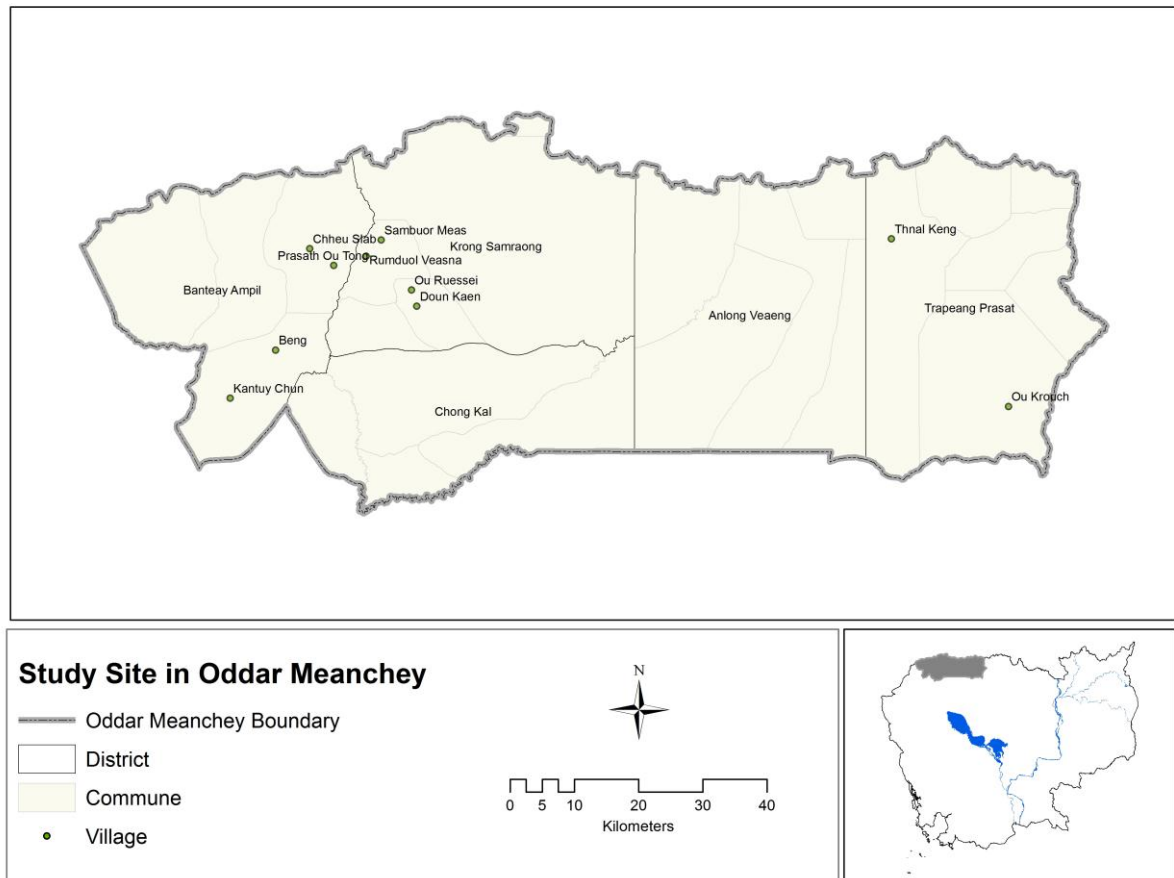 Sambuor Meas
Thnal Keng
Chheu Slab
Krong Samraong
Prasath Ou Tong
Rumduol Veasna
Ou Ruessei
Banteay Ampil
Doun Kaen
Trapeang Prasat
Anlong Veaeng
Beng
Kantuy Chun
Ou Krouch
Chong Kal
Study Site in Oddar Meanchey
Oddar Meanchey Boundary
District
Commune
Village
N
0 5 10 20 30 40
Kilometers